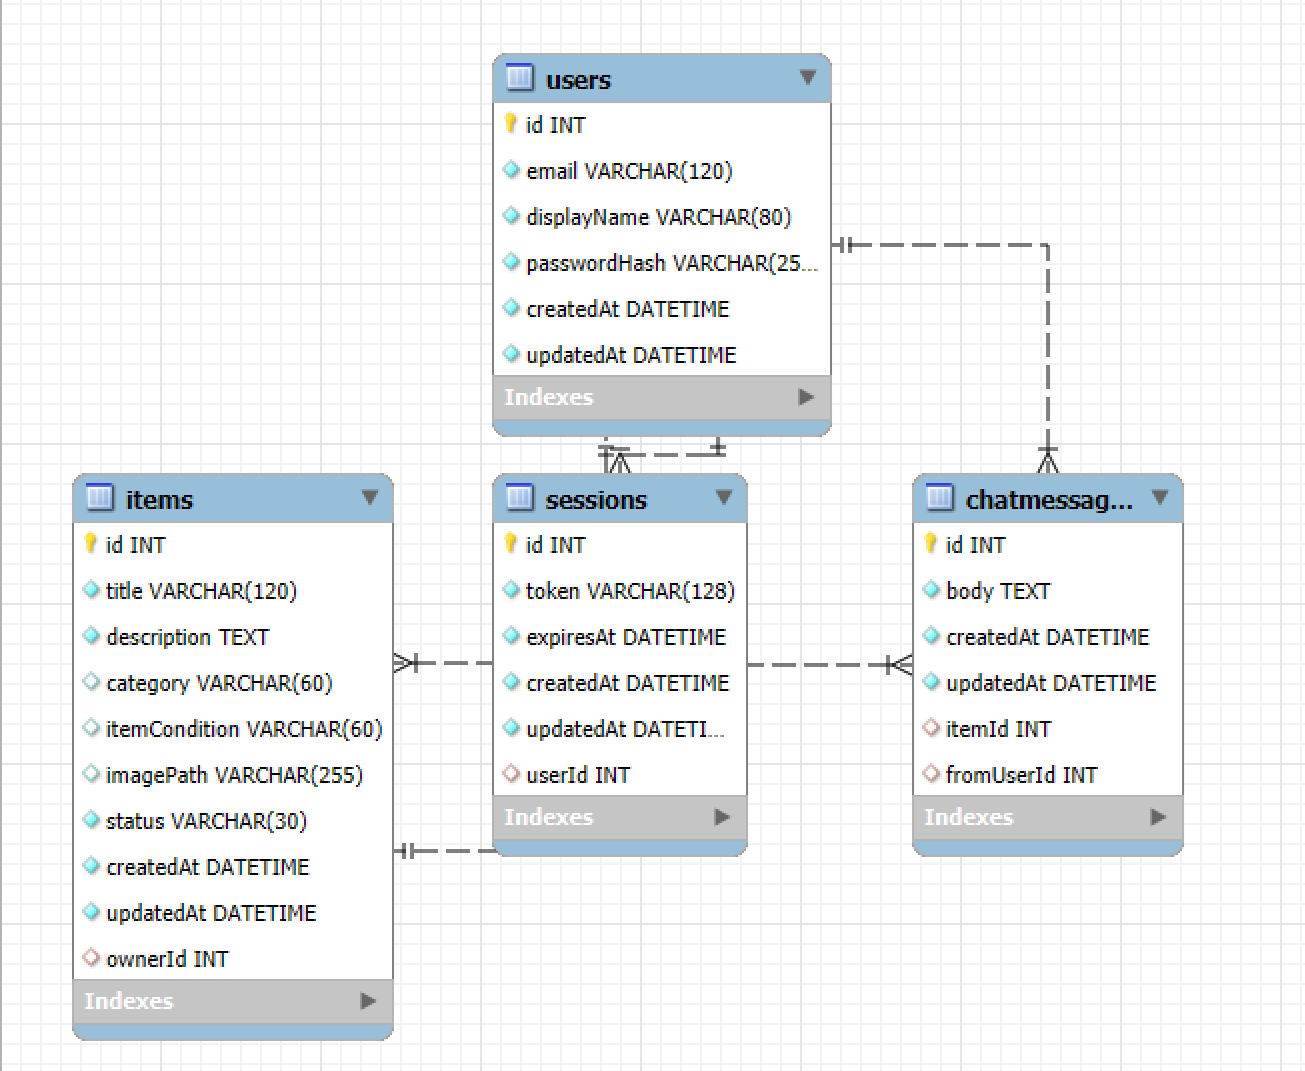 users
id INT
email VARCHAR(120)
displayName VARCHAR(80)
passwordHash VARCHAR(25...
createdAt DATETIME
updatedAt DATETIME
Indexes
items
id INT
title VARCHAR(120)
description TEXT
category VARCHAR(60)
itemCondition VARCHAR(60)
imagePath VARCHAR(255)
status VARCHAR(30)
createdAt DATETIME
updatedAt DATETIME
ownerId INT
Indexes
sessions
id INT
token VARCHAR(128)
expiresAt DATETIME
createdAt DATETIME
updatedAt DATETI...
userId INT
Indexes
chatmessag...
id INT
body TEXT
createdAt DATETIME
updatedAt DATETIME
itemId INT
fromUserId INT
Indexes